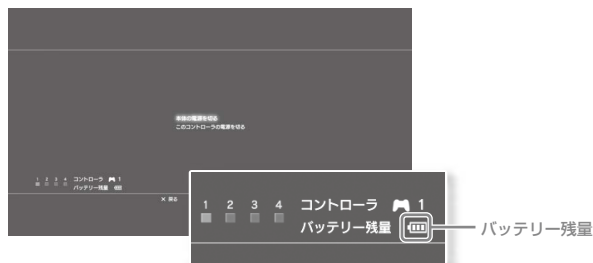 本体の電源を切る
このコントローラの電源を切る
1 2 3 4 コントローラ 1
バッテリー残量
× 戻る
1 2 3 4 コントローラ 1
バッテリー残量
バッテリー残量